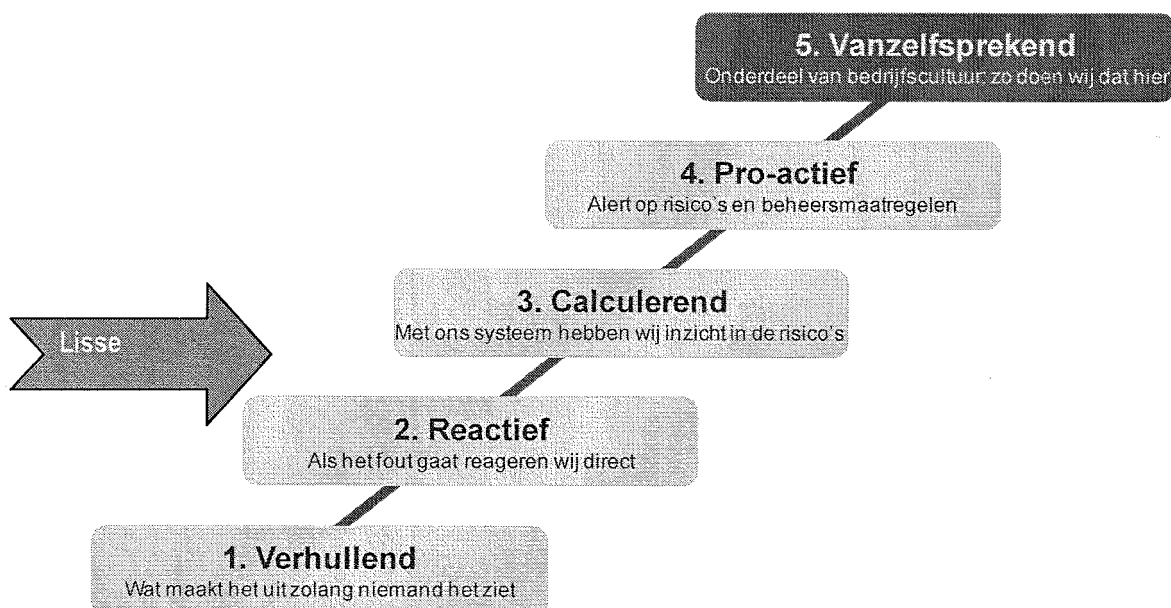 5. Vanzelfsprekend
Onderdeel van bedrijfscultuur: zo doen wij dat hier
4. Pro-actief
Alert op risico's en beheersmaatregelen
3. Calculerend
Met ons systeem hebben wij inzicht in de risico's
Lisse
2. Reactief
Als het fout gaat reageren wij direct
1. Verhullend
Wat maakt het uit zolang niemand het ziet